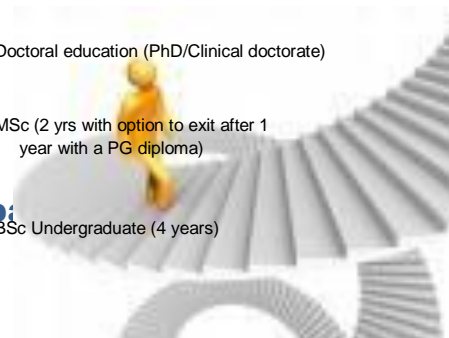 Doctoral education (PhD/Clinical doctorate)
MSc (2 yrs with option to exit after 1
year with a PG diploma)
BSc Undergraduate (4 years)